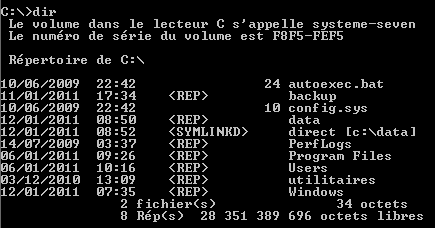 C:\>dir
Le volume dans le lecteur C s'appelle systeme-seven
Le numéro de série du volume est F8F5-FEF5
Répertoire de C:\
10/06/2009  22:42                24 autoexec.bat
11/01/2011  17:34    <REP>          backup
10/06/2009  22:42                10 config.sys
12/01/2011  08:50    <REP>          data
12/01/2011  08:52    <SYMLINKD>     direct [c:\data]
14/07/2009  03:37    <REP>          PerfLogs
06/01/2011  09:26    <REP>          Program Files
06/01/2011  10:16    <REP>          Users
03/12/2010  13:09    <REP>          utilitaires
12/01/2011  07:35    <REP>          Windows
2 fichier(s)               34 octets
8 Rép(s)  28 351 389 696 octets libres